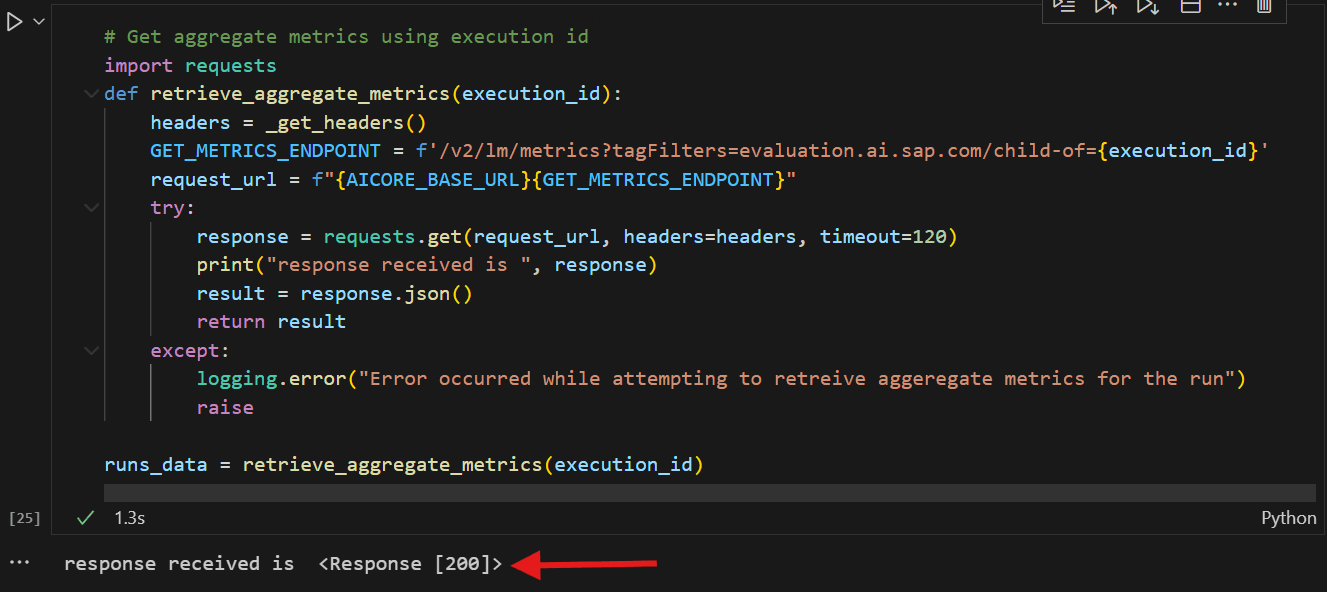 # Get aggregate metrics using execution id
import requests
def retrieve_aggregate_metrics(execution_id):
    headers = _get_headers()
    GET_METRICS_ENDPOINT = f'/v2/lm/metrics?tagFilters=evaluation.ai.sap.com/child-of={execution_id}'
    request_url = f"{AICORE_BASE_URL}{GET_METRICS_ENDPOINT}"
    try:
        response = requests.get(request_url, headers=headers, timeout=120)
        print("response received is ", response)
        result = response.json()
        return result
    except:
        logging.error("Error occurred while attempting to retreive aggeregate metrics for the run")
        raise
runs_data = retrieve_aggregate_metrics(execution_id)
[25] 1.3s Python
response received is  <Response [200]>